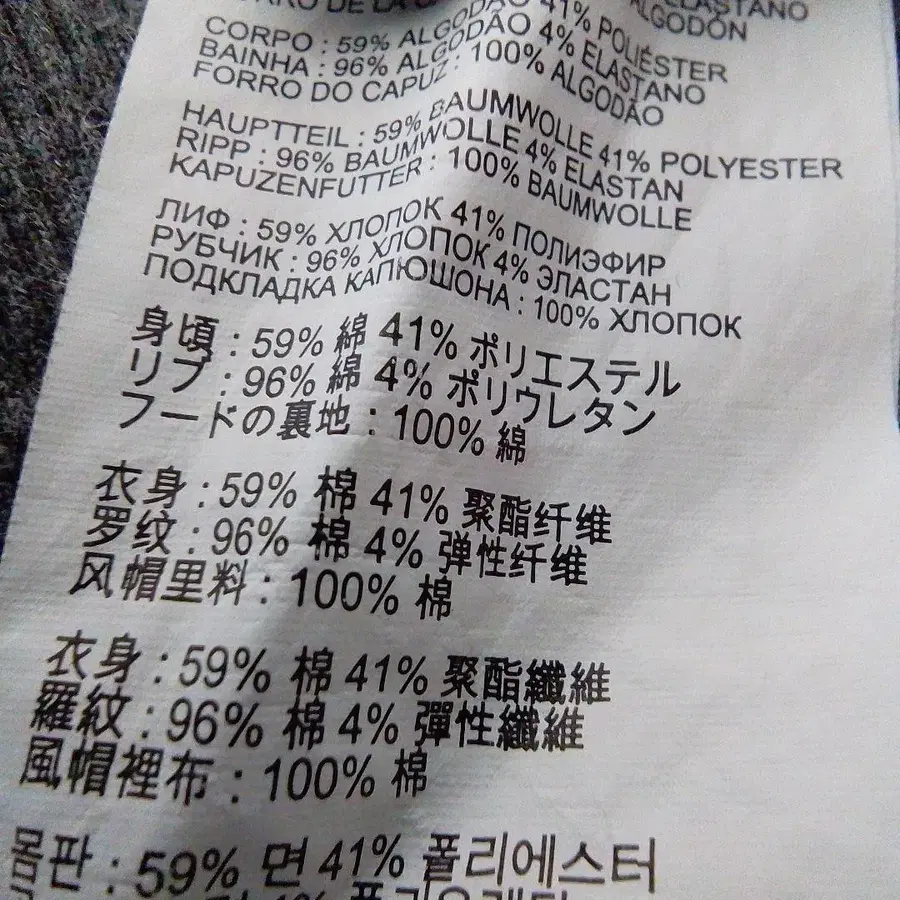 RRO DE LA
ELASTANO
ALGODÓN
CORPO : 59% ALGODÃO 41% POLIÉSTER
BAINHA : 96% ALGODÃO 4% ELASTANO
FORRO DO CAPUZ : 100% ALGODÃO
HAUPTTEIL : 59% BAUMWOLLE 41% POLYESTER
RIPP : 96% BAUMWOLLE 4% ELASTAN
KAPUZENFUTTER : 100% BAUMWOLLE
ЛИФ : 59% ХЛОПОК 41% ПОЛИЭФИР
РУБЧИК : 96% ХЛОПОК 4% ЭЛАСТАН
ПОДКЛАДКА КАПЮШОНА : 100% ХЛОПОК
身頃 : 59% 綿 41% ポリエステル
リブ : 96% 綿 4% ポリウレタン
フードの裏地 : 100% 綿
衣身 : 59% 棉 41% 聚酯纤维
罗纹 : 96% 棉 4% 弹性纤维
风帽里料 : 100% 棉
衣身 : 59% 棉 41% 聚酯纖維
羅紋 : 96% 棉 4% 彈性纖維
風帽裡布 : 100% 棉
몸판 : 59% 면 41% 폴리에스터